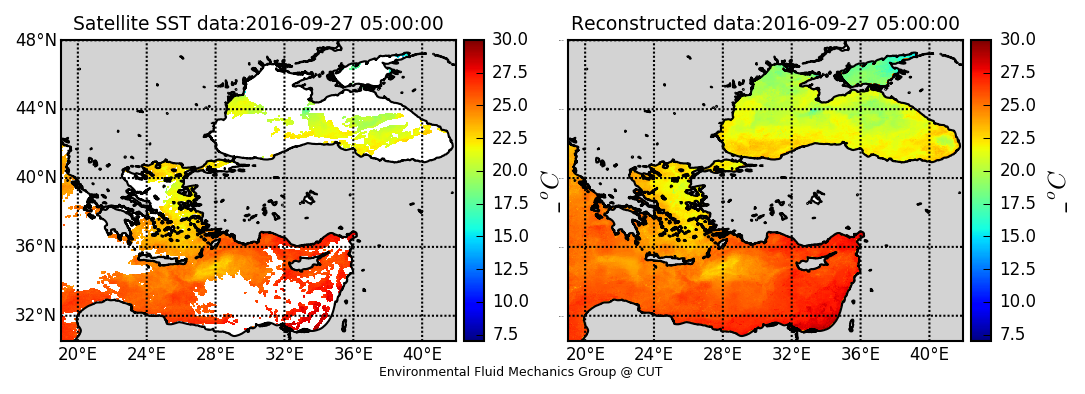 Satellite SST data:2016-09-27 05:00:00
48°N
44°N
40°N
36°N
32°N
20°E 24°E 28°E 32°E 36°E 40°E
30.0
27.5
25.0
22.5
20.0
17.5
15.0
12.5
10.0
7.5
°C
Reconstructed data:2016-09-27 05:00:00
20°E 24°E 28°E 32°E 36°E 40°E
30.0
27.5
25.0
22.5
20.0
17.5
15.0
12.5
10.0
7.5
°C
Environmental Fluid Mechanics Group @ CUT